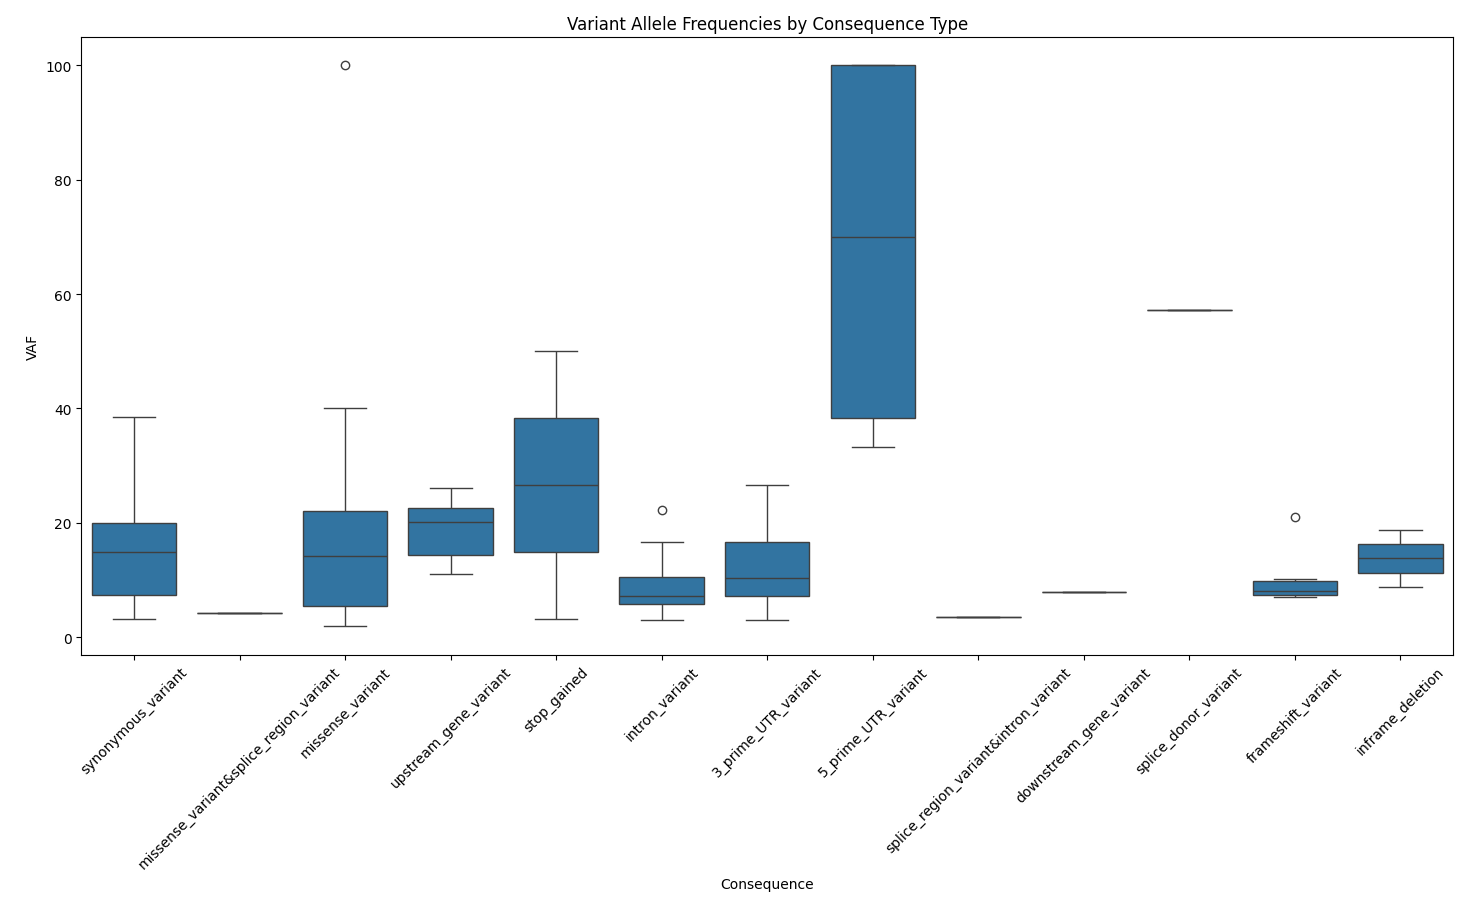 Variant Allele Frequencies by Consequence Type
100
80
60
40
20
0
VAF
synonymous_variant
missense_variant&splice_region_variant
missense_variant
upstream_gene_variant
stop_gained
intron_variant
3_prime_UTR_variant
5_prime_UTR_variant
splice_region_variant&intron_variant
downstream_gene_variant
splice_donor_variant
frameshift_variant
inframe_deletion
Consequence